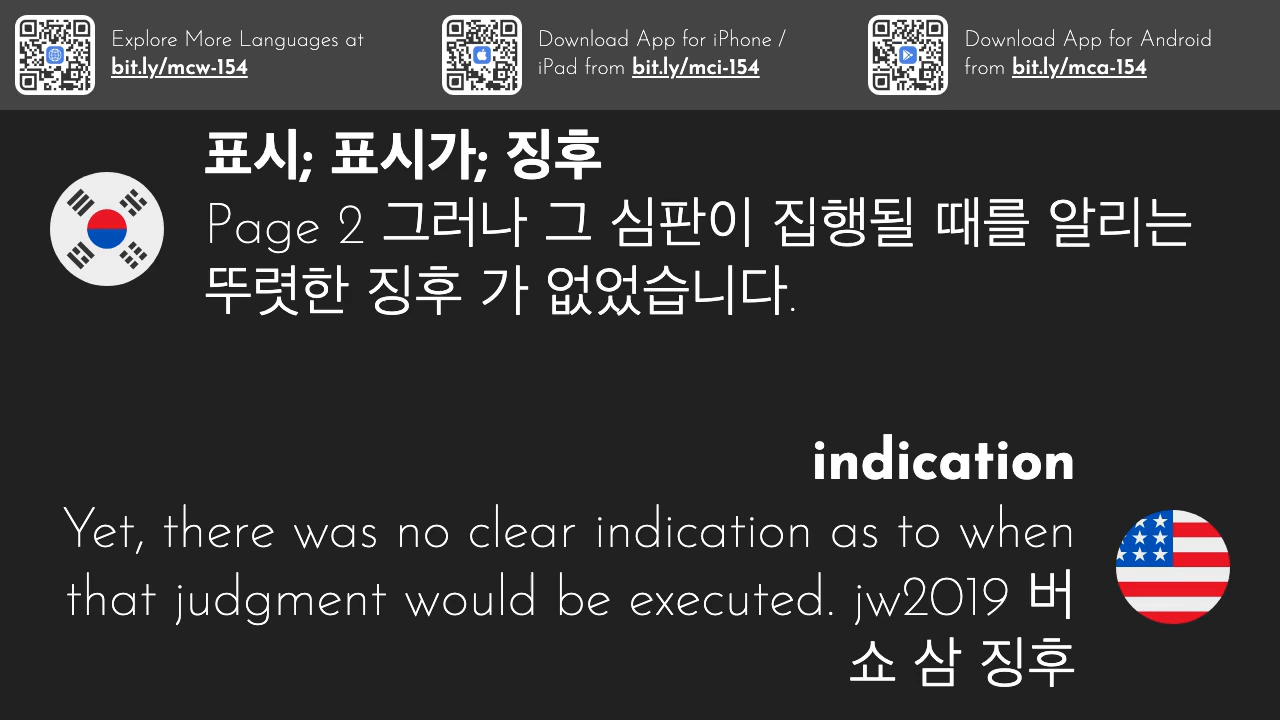 Explore More Languages at
bit.ly/mcw-154
Download App for iPhone /
iPad from bit.ly/mci-154
Download App for Android
from bit.ly/mca-154
표시; 표시가; 징후
Page 2 그러나 그 심판이 집행될 때를 알리는
뚜렷한 징후 가 없었습니다.
indication
Yet, there was no clear indication as to when
that judgment would be executed. jw2019 버
쇼 삼 징후